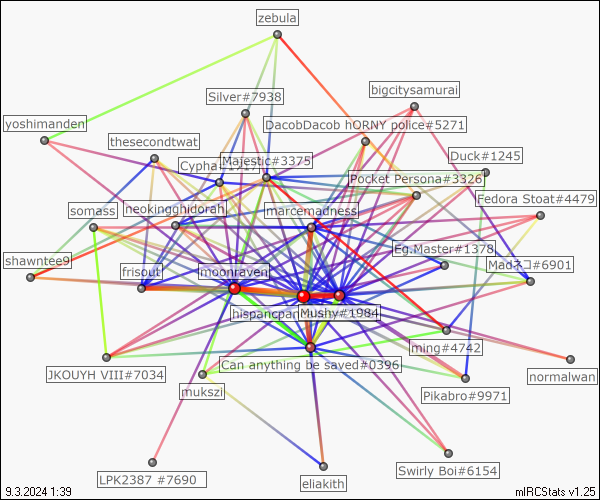 zebula
bigcitysamurai
Silver#7938
yoshimanden
DacobDacob hORNY police#5271
thesecondtwat
Majestic#3375
Duck#1245
Pocket Persona#3326
Fedora Stoat#4479
somass
neokingghidorah
marcemadness
Eg.Master#1378
shawntee9
frisout
moonraven
Madネコ#6901
Mushy#1984
ming#4742
JKOUYH VIII#7034
Can anything be saved#0396
normalwan
mukszi
Pikabro#9971
LPK2387 #7690
eliakith
Swirly Boi#6154
9.3.2024 1:39
mIRCStats v1.25